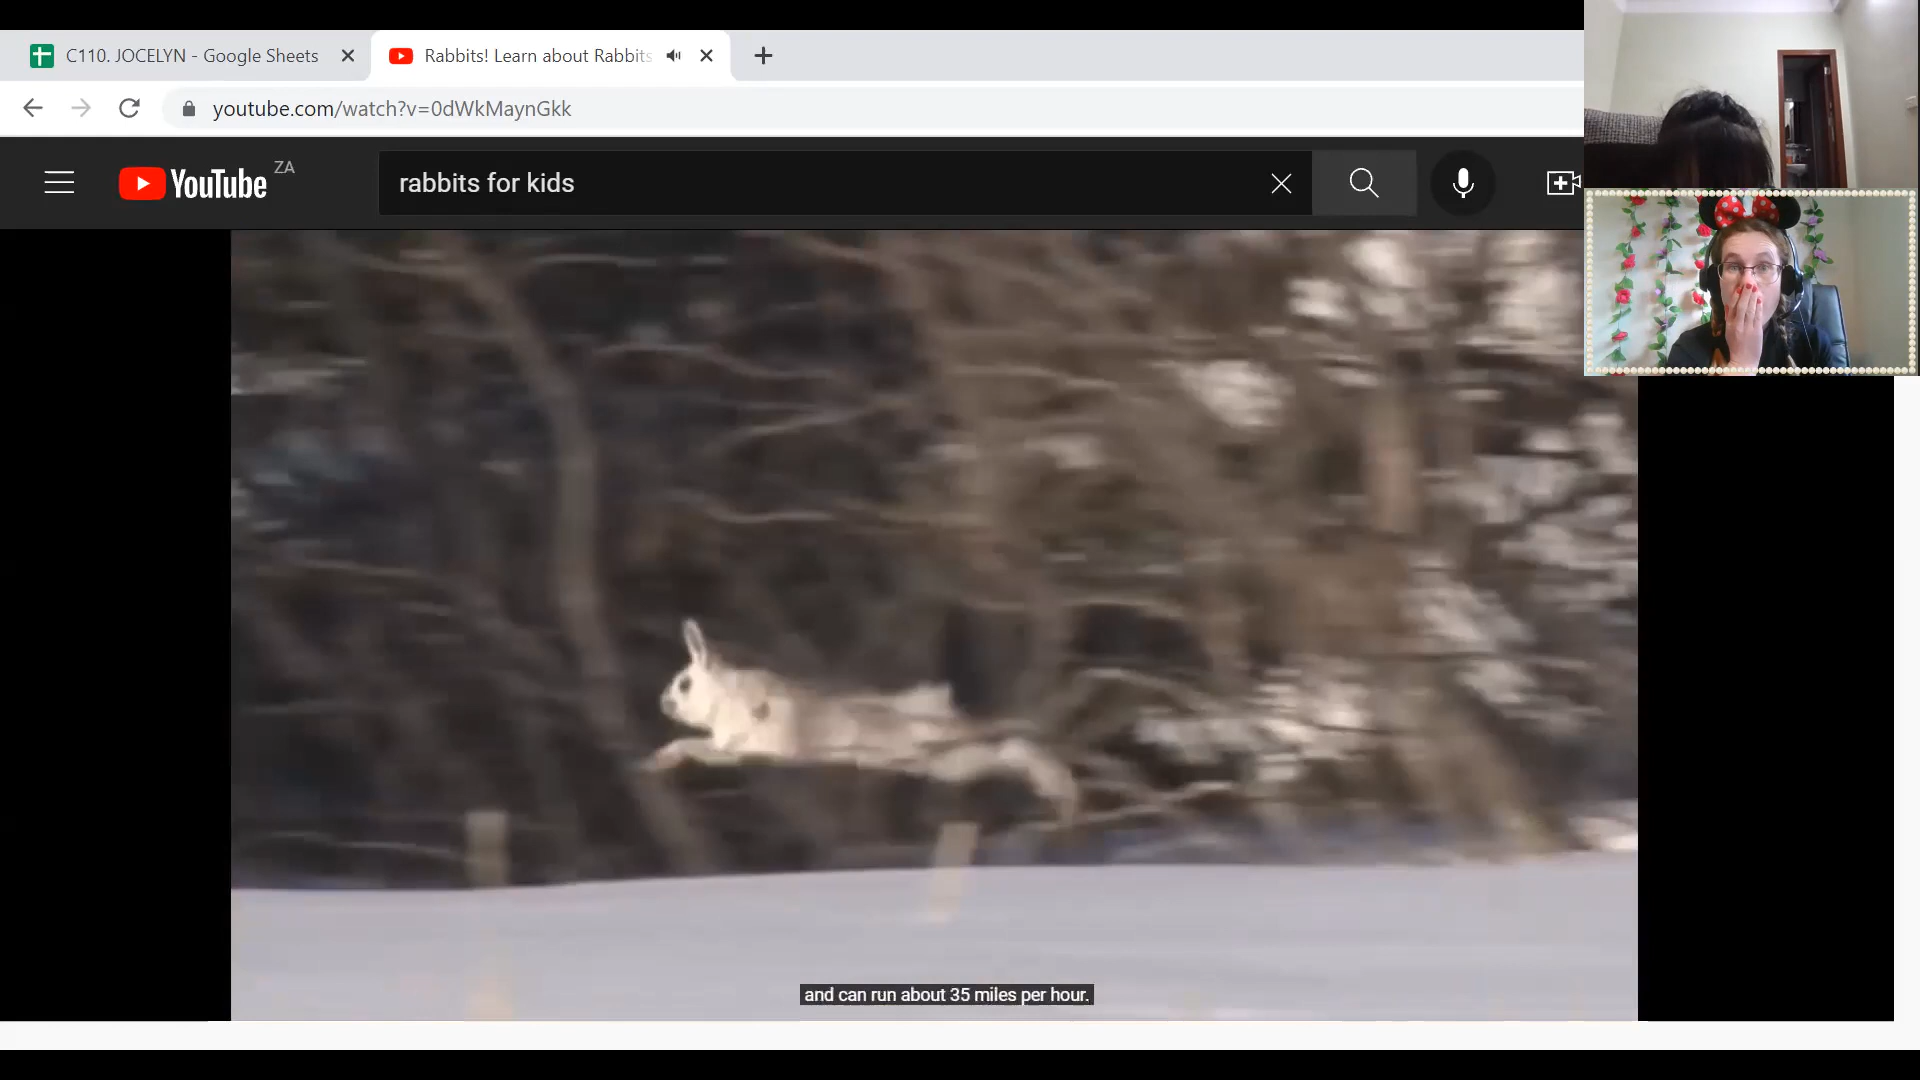 C110. JOCELYN - Google Sheets
Rabbits! Learn about Rabbits
youtube.com/watch?v=0dWkMaynGkk
YouTube ZA
rabbits for kids
and can run about 35 miles per hour.